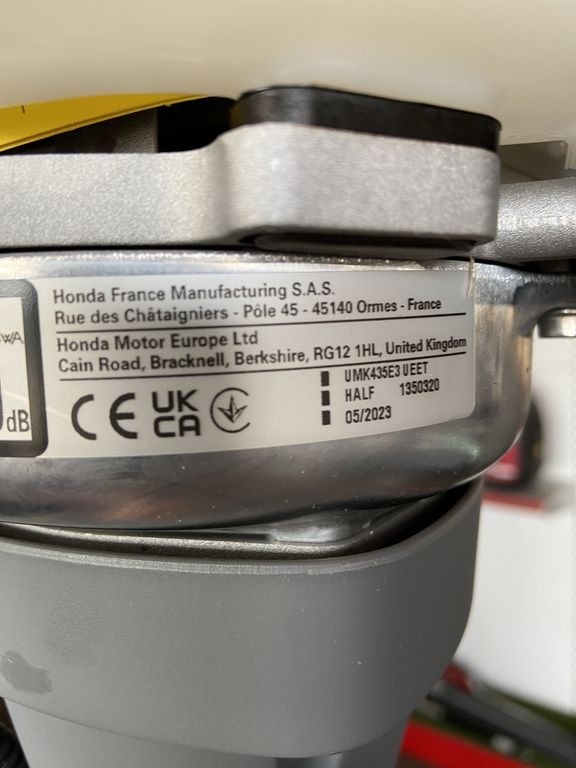 Honda France Manufacturing S.A.S.
Rue des Châtaigniers - Pôle 45 - 45140 Ormes - France
Honda Motor Europe Ltd
Cain Road, Bracknell, Berkshire, RG12 1HL, United Kingdom
UMK435E3 UEET
HALF 1350320
05/2023
CE UK
CA
WA
dB